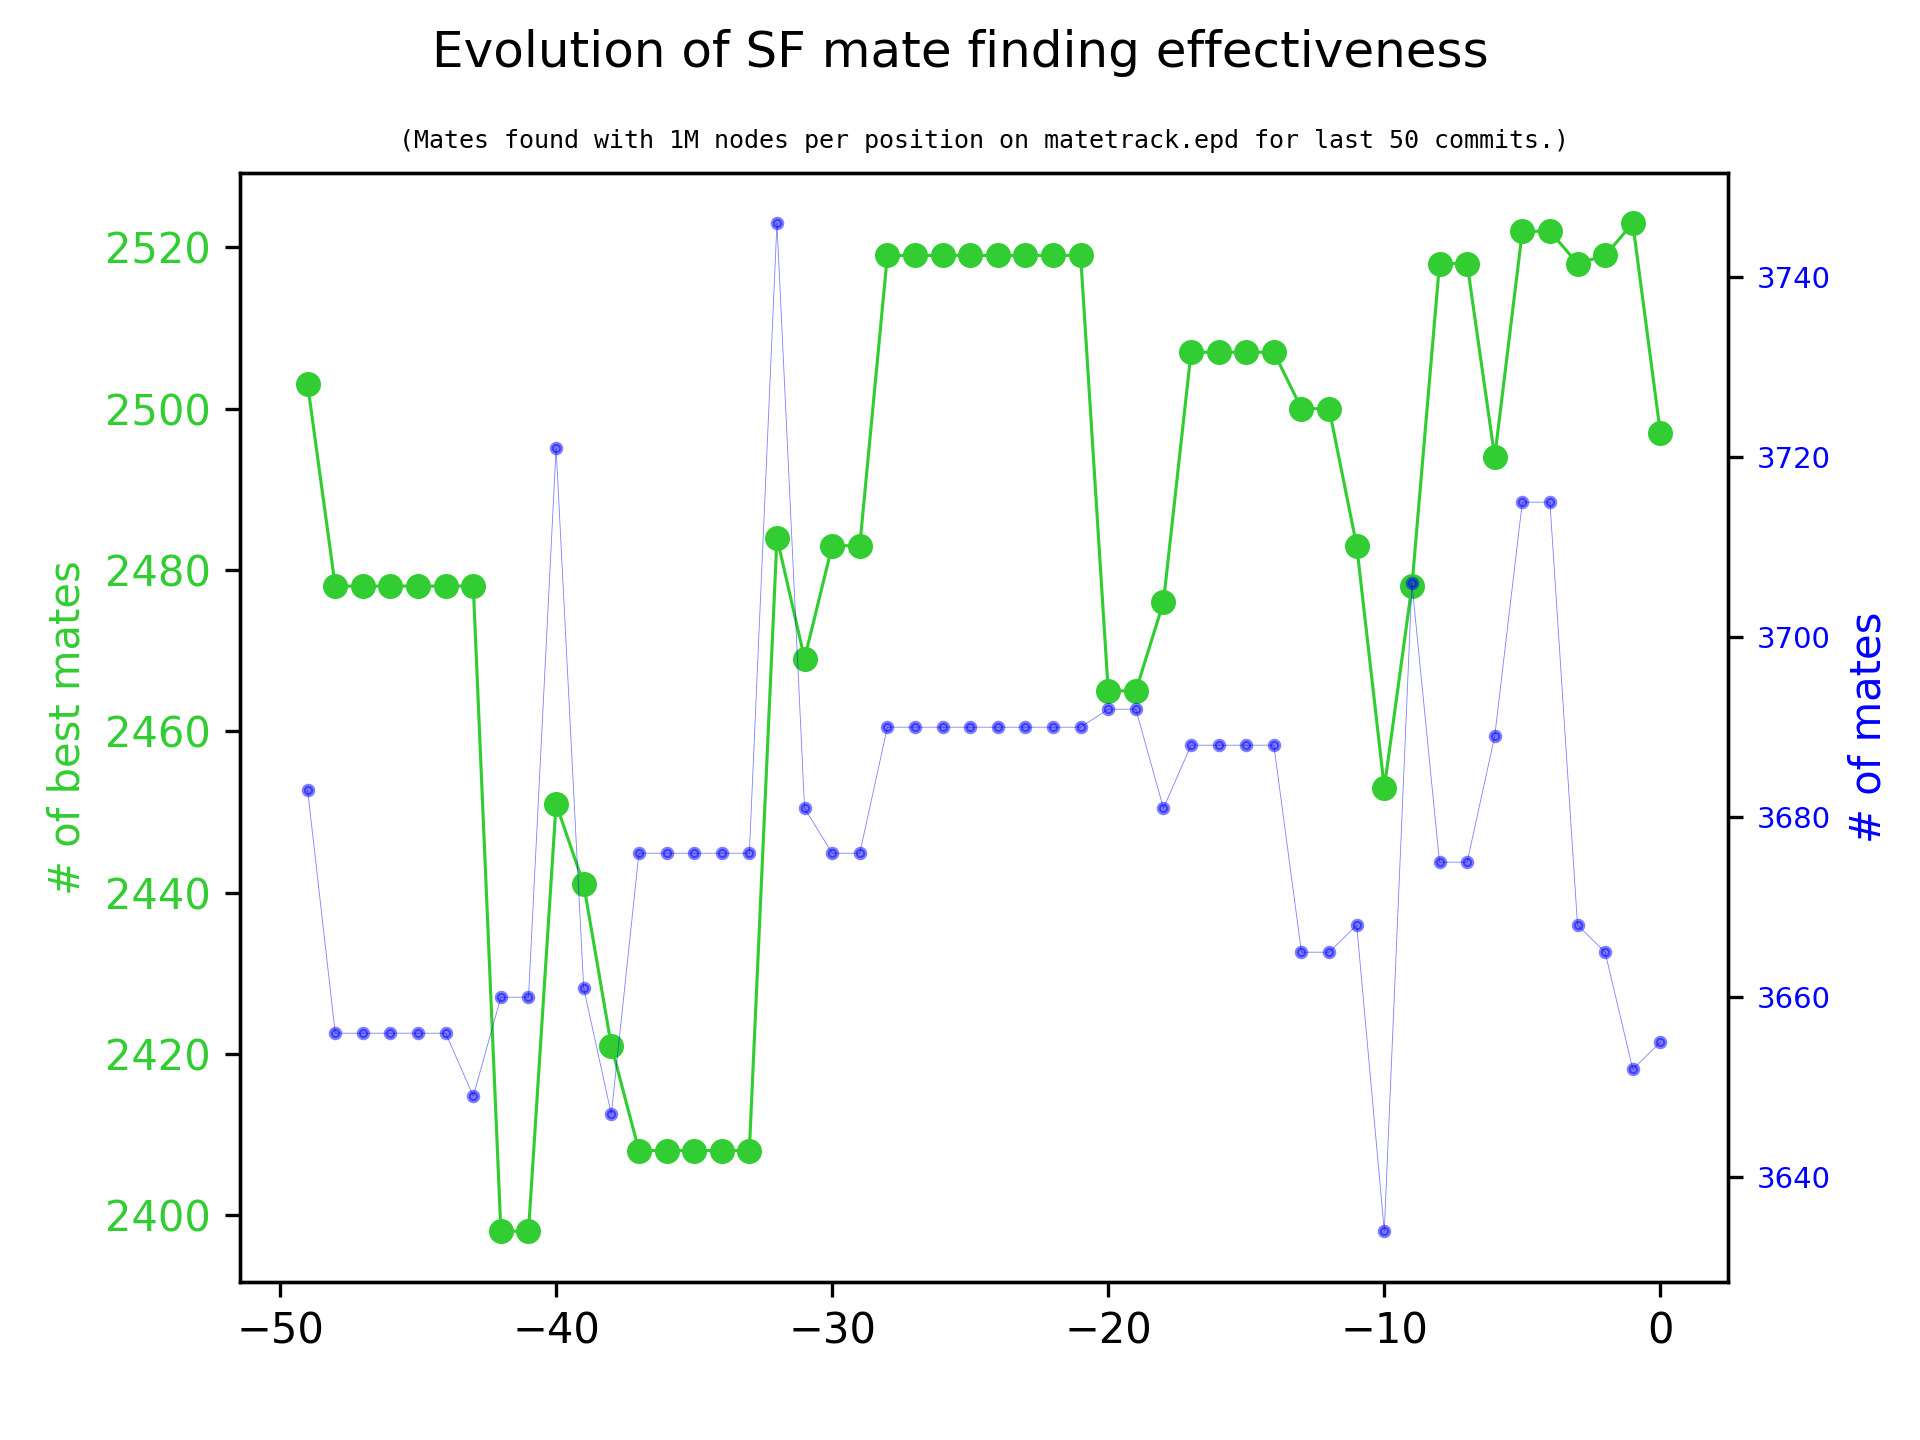 Evolution of SF mate finding effectiveness
(Mates found with 1M nodes per position on matetrack.epd for last 50 commits.)
# of best mates
2520
2500
2480
2460
2440
2420
2400
3740
3720
3700
3680
3660
3640
# of mates
−50 −40 −30 −20 −10 0